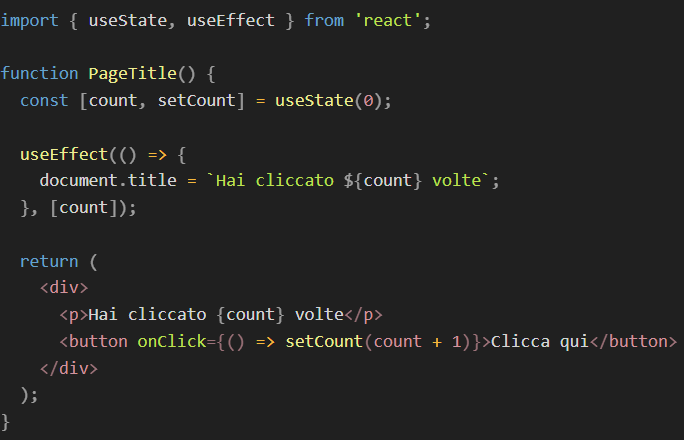 import { useState, useEffect } from 'react';
function PageTitle() {
  const [count, setCount] = useState(0);
  useEffect(() => {
    document.title = `Hai cliccato ${count} volte`;
  }, [count]);
  return (
    <div>
      <p>Hai cliccato {count} volte</p>
      <button onClick={() => setCount(count + 1)}>Clicca qui</button>
    </div>
  );
}